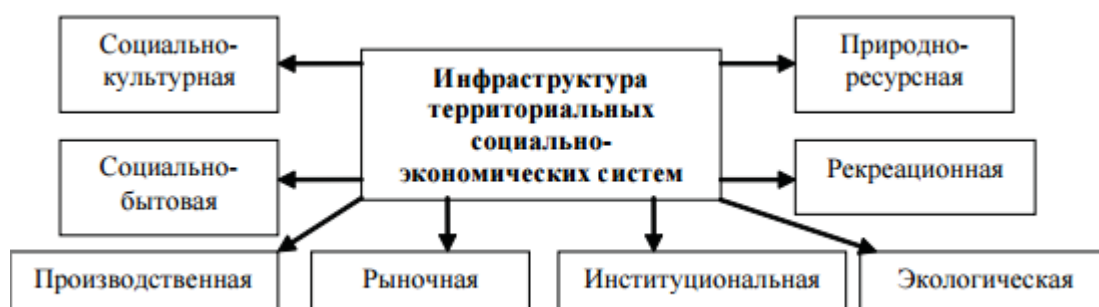 Социально-
культурная
Инфраструктура
территориальных
социально-
экономических систем
Природно-
ресурсная
Социально-
бытовая
Рекреационная
Производственная
Рыночная
Институциональная
Экологическая